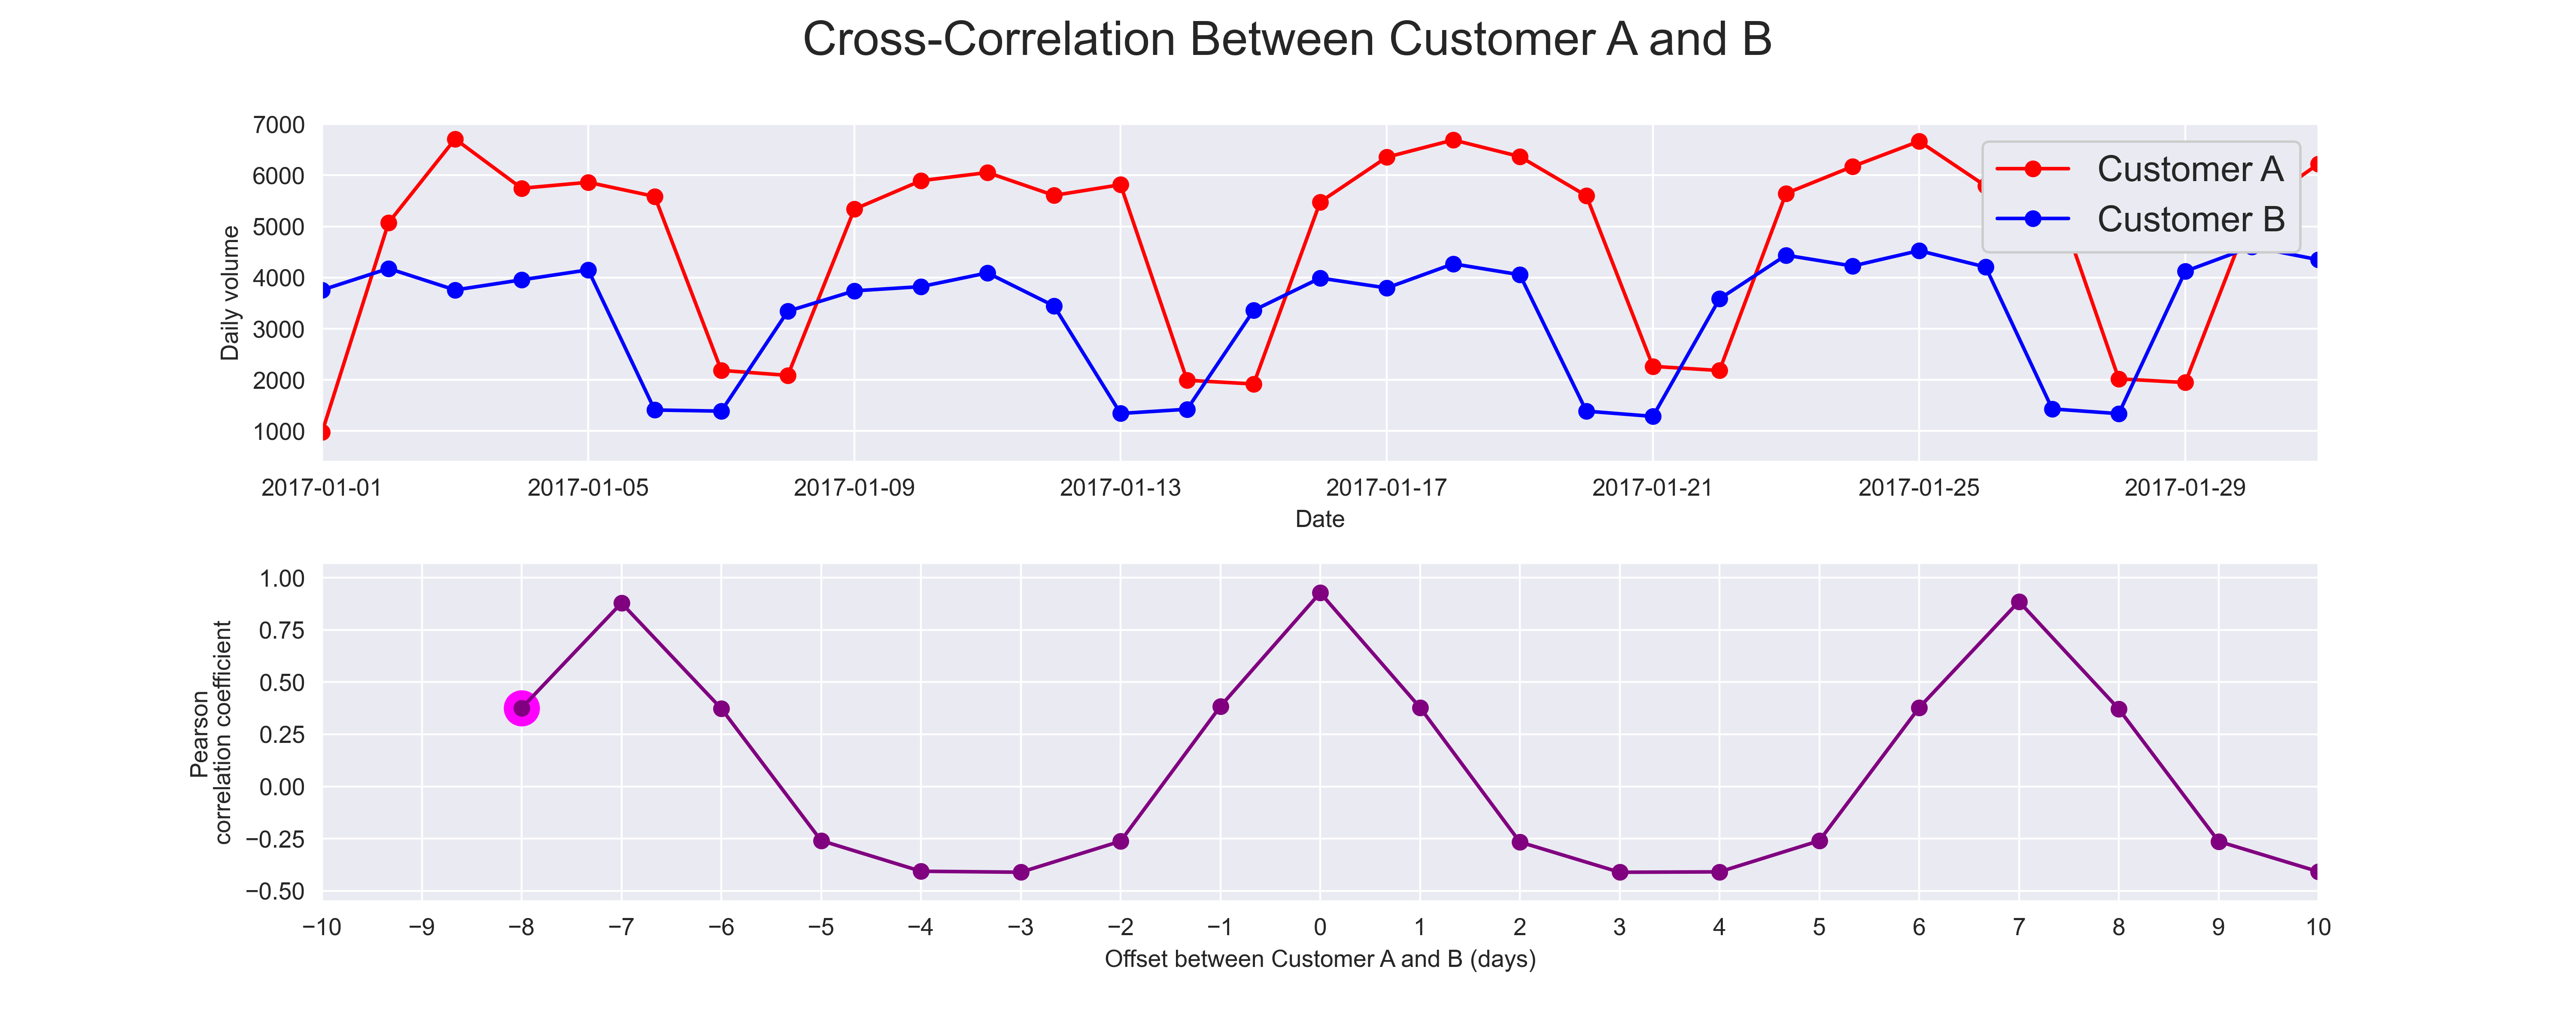 Cross-Correlation Between Customer A and B
7000
6000
5000
4000
3000
2000
1000
Daily volume
Customer A
Customer B
2017-01-01 2017-01-05 2017-01-09 2017-01-13 2017-01-17 2017-01-21 2017-01-25 2017-01-29
Date
1.00
0.75
0.50
0.25
0.00
−0.25
−0.50
Pearson
correlation coefficient
−10 −9 −8 −7 −6 −5 −4 −3 −2 −1 0 1 2 3 4 5 6 7 8 9 10
Offset between Customer A and B (days)